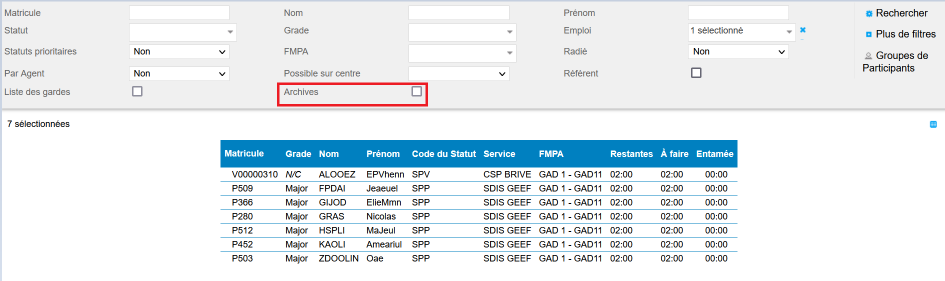 Matricule Nom Prénom Rechercher
Statut Grade Emploi 1 sélectionné Plus de filtres
Statuts prioritaires Non FMPA Radié Non Groupes de Participants
Par Agent Non Possible sur centre Référent
Liste des gardes Archives
7 sélectionnées
Matricule Grade Nom Prénom Code du Statut Service FMPA Restantes À faire Entamée
V00000310 N/C ALOOEZ EPVhenn SPV CSP BRIVE GAD 1 - GAD11 02:00 02:00 00:00
P509 Major FPDAI Jeaeuel SPP SDIS GEEF GAD 1 - GAD11 02:00 02:00 00:00
P366 Major GIJOD ElieMmn SPP SDIS GEEF GAD 1 - GAD11 02:00 02:00 00:00
P280 Major GRAS Nicolas SPP SDIS GEEF GAD 1 - GAD11 02:00 02:00 00:00
P512 Major HSPLI MaJeul SPP SDIS GEEF GAD 1 - GAD11 02:00 02:00 00:00
P452 Major KAOLI Ameariul SPP SDIS GEEF GAD 1 - GAD11 02:00 02:00 00:00
P503 Major ZDOOLIN Oae SPP SDIS GEEF GAD 1 - GAD11 02:00 02:00 00:00